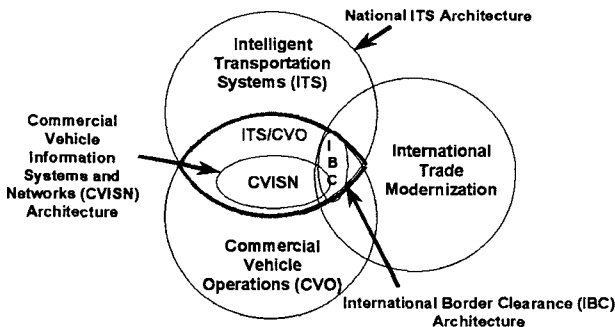 National ITS Architecture
Intelligent
Transportation
Systems (ITS)
Commercial
Vehicle
Information
Systems and
Networks (CVISN)
Architecture
ITS/CVO
I
B
C
CVISN
International
Trade
Modernization
Commercial
Vehicle
Operations (CVO)
International Border Clearance (IBC)
Architecture